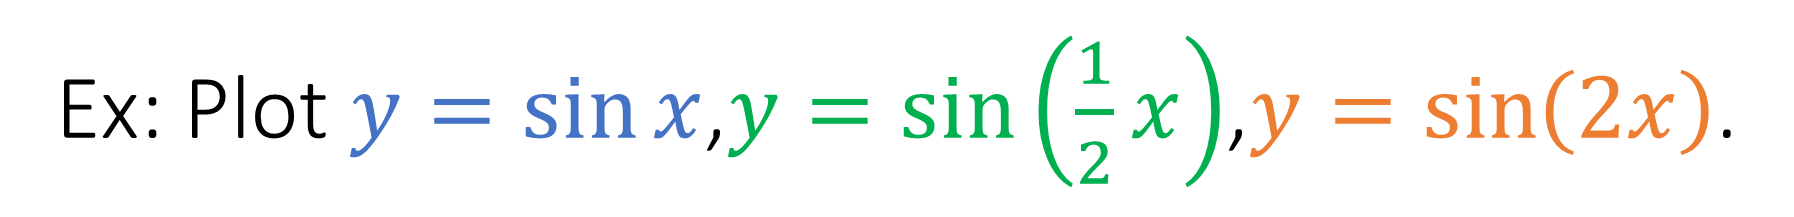 Ex: Plot y = sin x, y = sin(1/2 x), y = sin(2x).